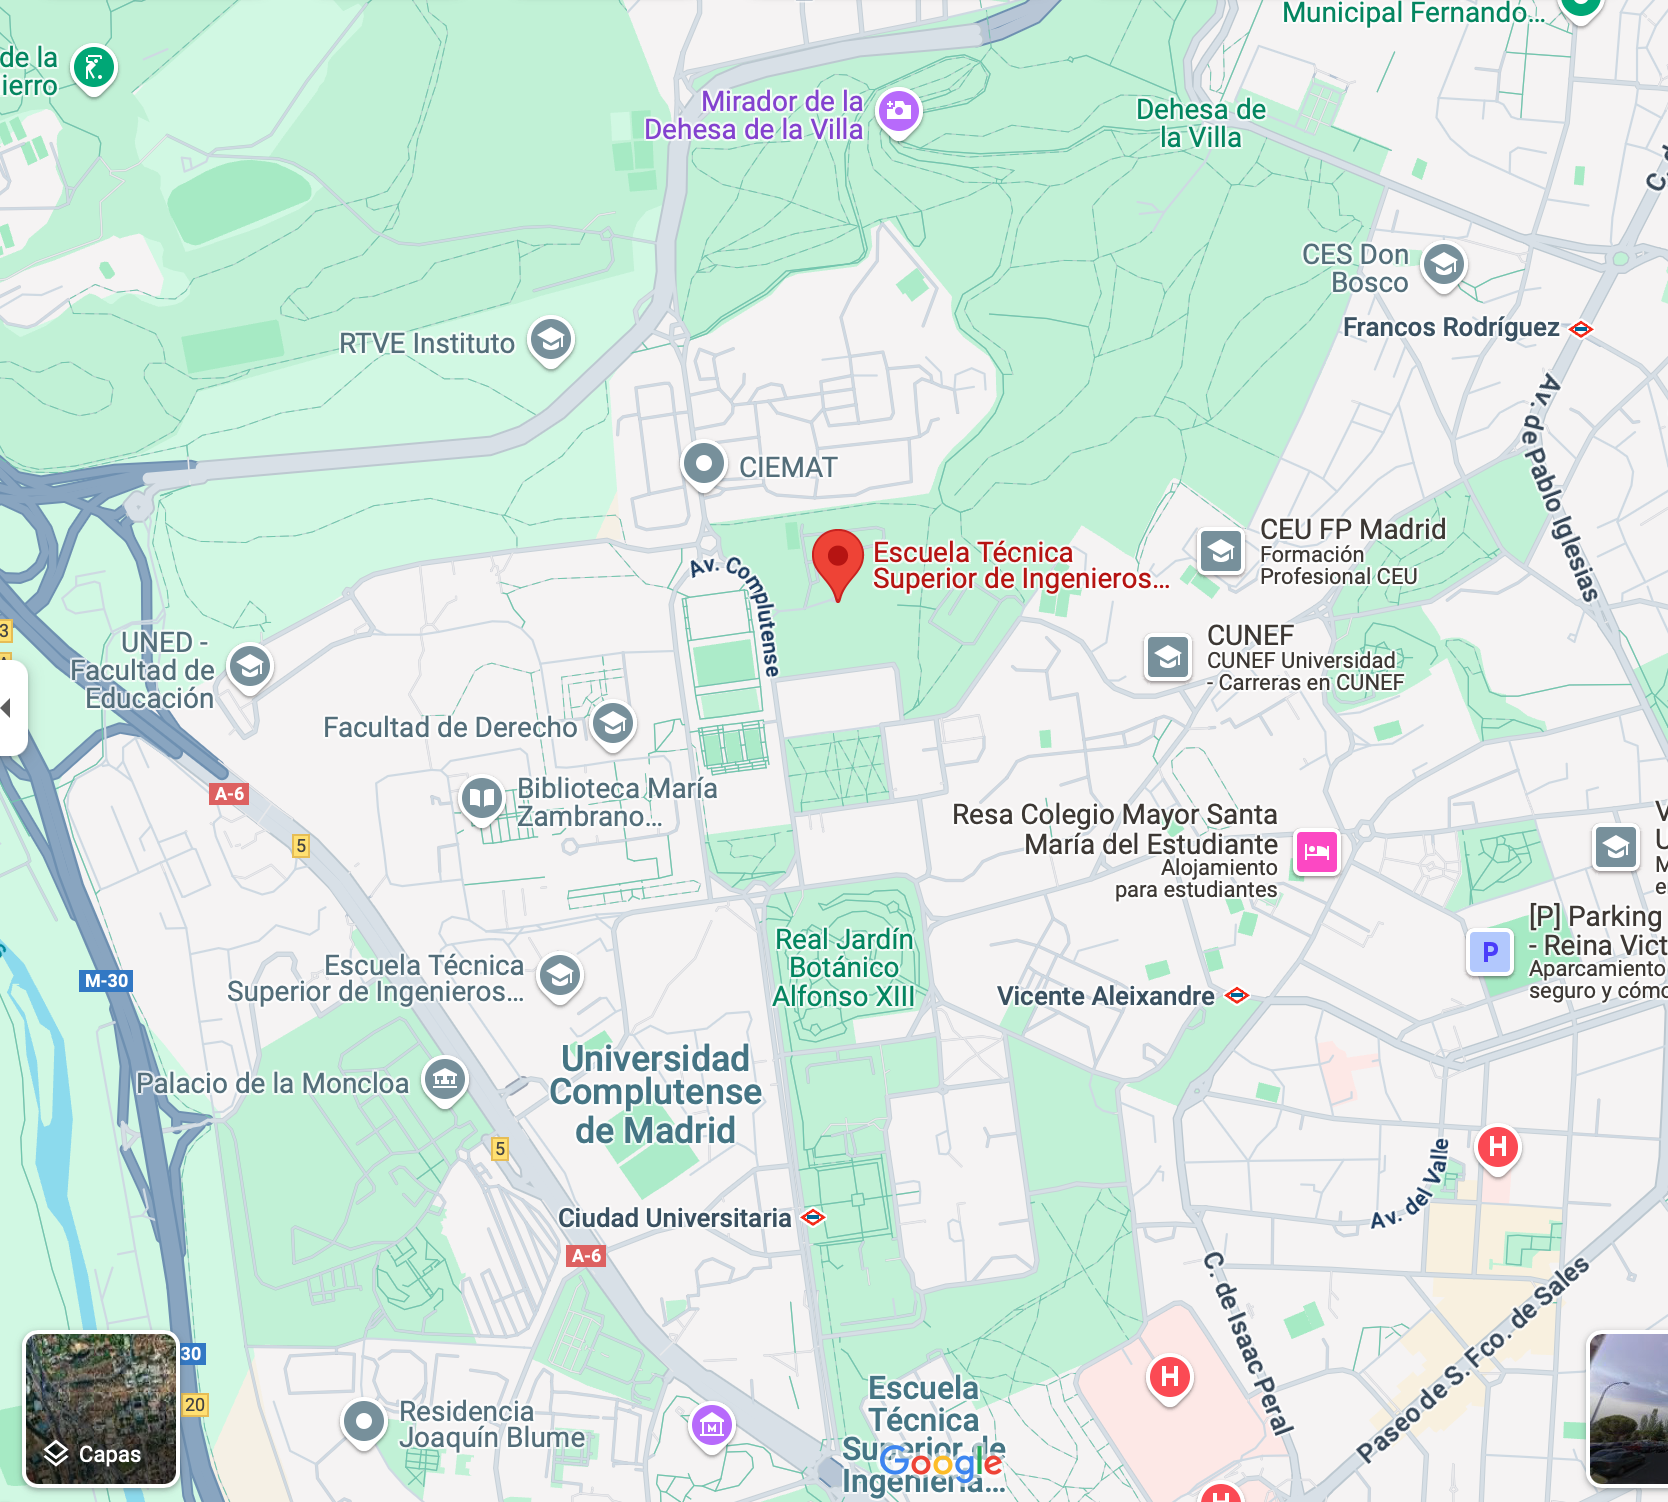 Municipal Fernando...
de la
ierro
Mirador de la
Dehesa de la Villa
Dehesa de
la Villa
CES Don
Bosco
RTVE Instituto
Francos Rodríguez
Av. de Pablo Iglesias
CIEMAT
CEU FP Madrid
Formación
Profesional CEU
Escuela Técnica
Superior de Ingenieros...
Av. Complutense
3
UNED -
Facultad de
Educación
CUNEF
CUNEF Universidad
- Carreras en CUNEF
Facultad de Derecho
Biblioteca María
Zambrano...
A-6
5
Resa Colegio Mayor Santa
María del Estudiante
Alojamiento
para estudiantes
[P] Parking
- Reina Vict
Aparcamiento
seguro y cómo
P
Real Jardín
Botánico
Alfonso XIII
Escuela Técnica
Superior de Ingenieros...
M-30
Vicente Aleixandre
Universidad
Complutense
de Madrid
Palacio de la Moncloa
5
H
Av. del Valle
Ciudad Universitaria
A-6
C. de Isaac Peral
Paseo de S. Fco. de Sales
30
20
H
Residencia
Joaquín Blume
M
Escuela
Técnica
Superior de
Ingeniería...
Google
Capas
H